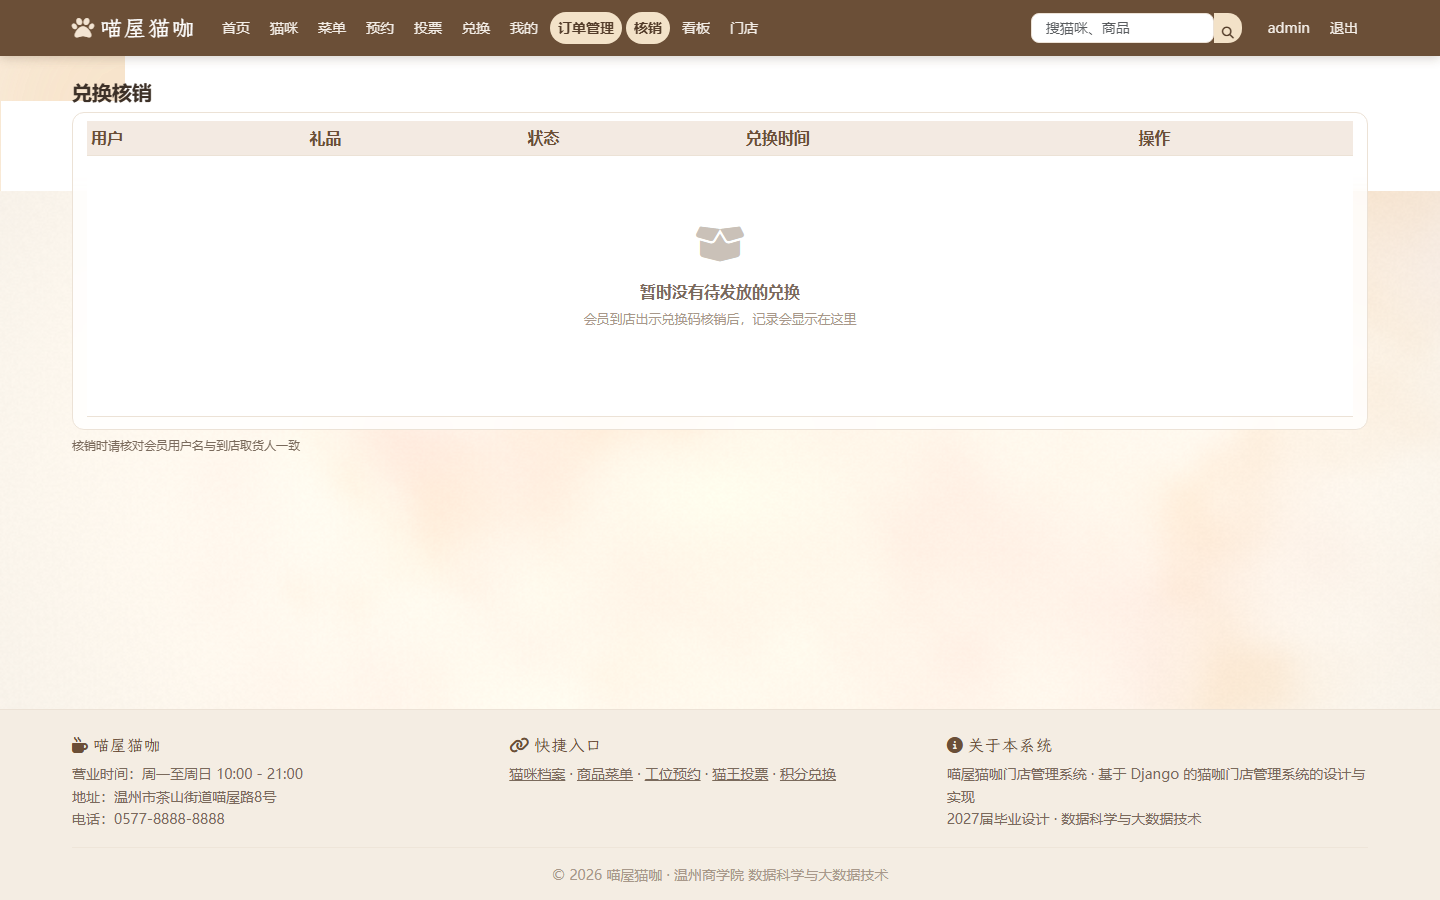 喵屋猫咖 首页 猫咪 菜单 预约 投票 兑换 我的 订单管理 核销 看板 门店 搜猫咪、商品 admin 退出
兑换核销
用户 礼品 状态 兑换时间 操作
暂时没有待发放的兑换
会员到店出示兑换码核销后，记录会显示在这里
核销时请核对会员用户名与到店取货人一致
喵屋猫咖
营业时间：周一至周日 10:00 - 21:00
地址：温州市茶山街道喵屋路8号
电话：0577-8888-8888
快捷入口
猫咪档案 · 商品菜单 · 工位预约 · 猫王投票 · 积分兑换
关于本系统
喵屋猫咖门店管理系统 · 基于 Django 的猫咖门店管理系统的设计与
实现
2027届毕业设计 · 数据科学与大数据技术
© 2026 喵屋猫咖 · 温州商学院 数据科学与大数据技术